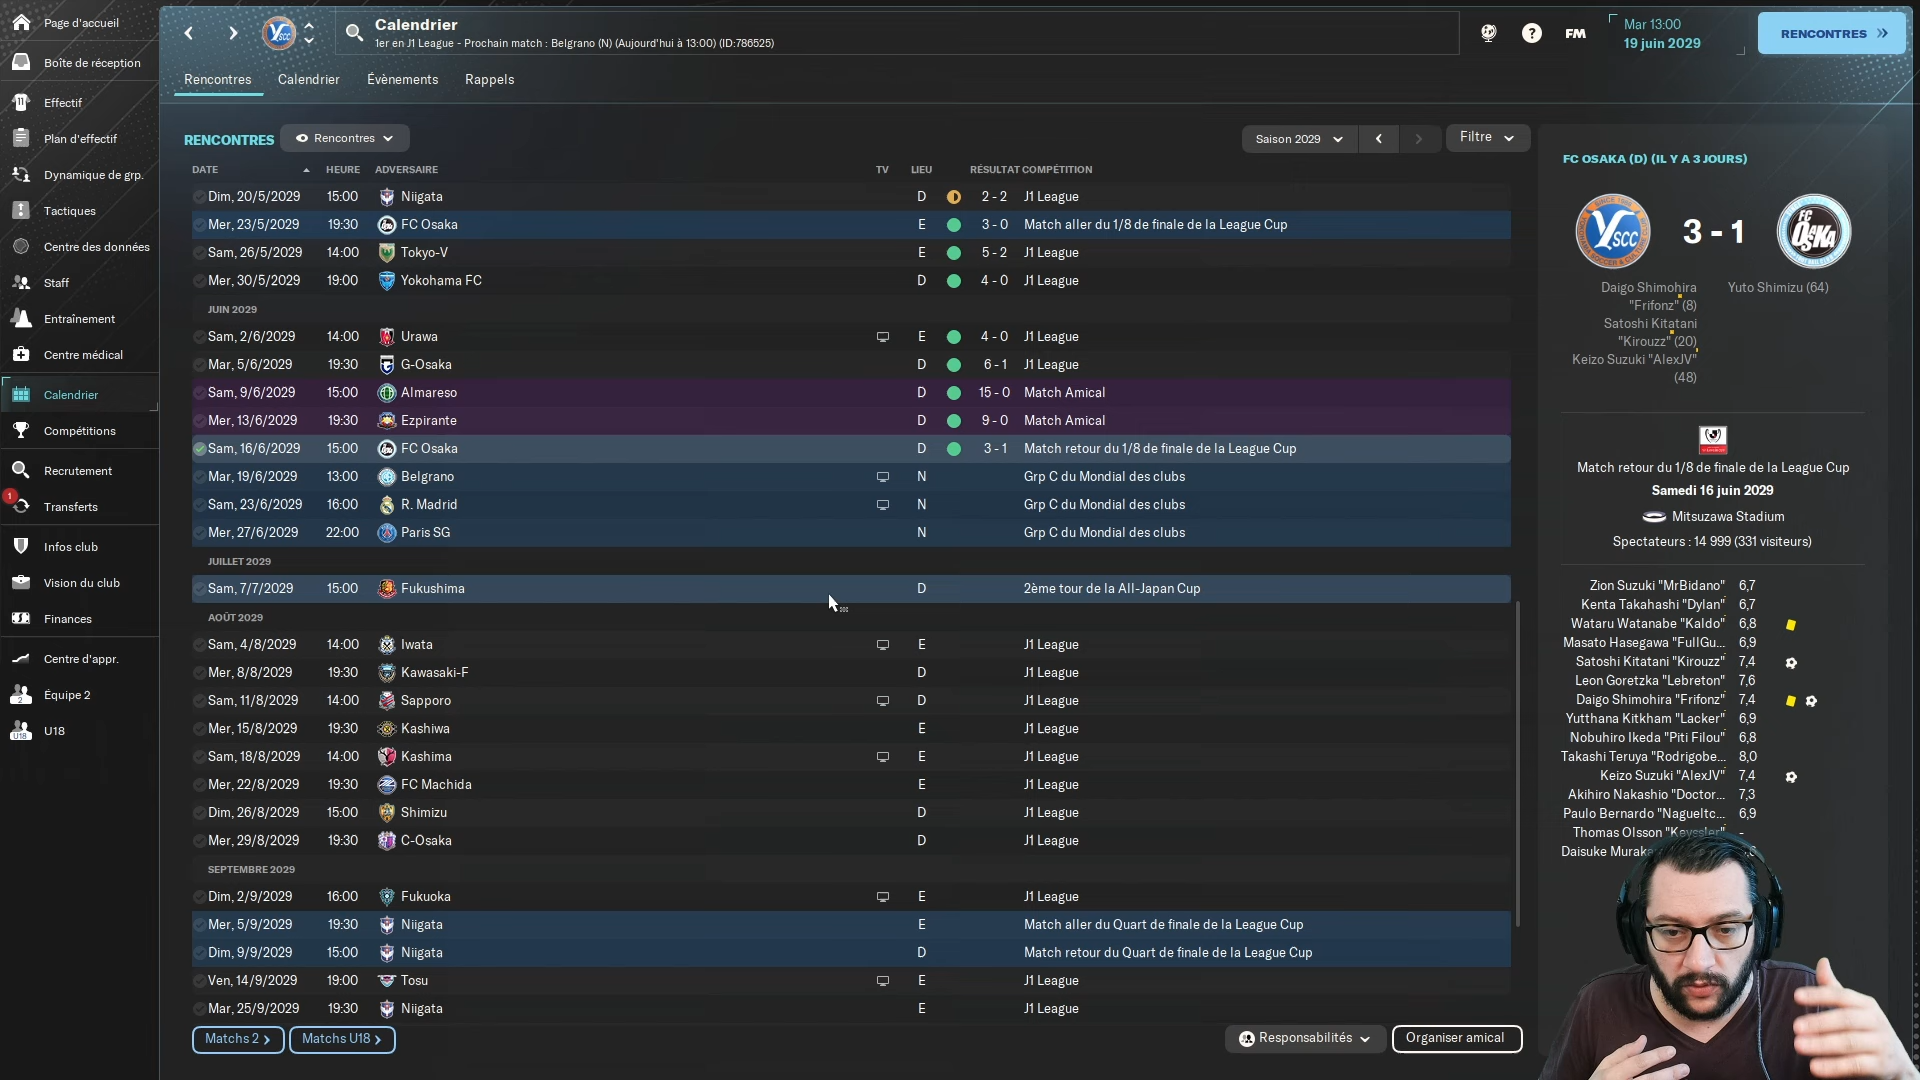 Page d'accueil
Boîte de réception
Effectif
Plan d'effectif
Dynamique de grp.
Tactiques
Centre des données
Staff
Entraînement
Centre médical
Calendrier
Compétitions
Recrutement
1
Transferts
Infos club
Vision du club
Finances
Centre d'appr.
Équipe 2
U18
Calendrier
1er en J1 League - Prochain match : Belgrano (N) (Aujourd'hui à 13:00) (ID:786525)
FM
Mar 13:00
19 juin 2029
RENCONTRES
Rencontres Calendrier Évènements Rappels
RENCONTRES Rencontres Saison 2029 Filtre
DATE HEURE ADVERSAIRE TV LIEU RÉSULTAT COMPÉTITION
Dim, 20/5/2029 15:00 Niigata D 2 - 2 J1 League
Mer, 23/5/2029 19:30 FC Osaka E 3 - 0 Match aller du 1/8 de finale de la League Cup
Sam, 26/5/2029 14:00 Tokyo-V E 5 - 2 J1 League
Mer, 30/5/2029 19:00 Yokohama FC D 4 - 0 J1 League
JUIN 2029
Sam, 2/6/2029 14:00 Urawa E 4 - 0 J1 League
Mar, 5/6/2029 19:30 G-Osaka D 6 - 1 J1 League
Sam, 9/6/2029 15:00 Almareso D 15 - 0 Match Amical
Mer, 13/6/2029 19:30 Ezpirante D 9 - 0 Match Amical
Sam, 16/6/2029 15:00 FC Osaka D 3 - 1 Match retour du 1/8 de finale de la League Cup
Mar, 19/6/2029 13:00 Belgrano N Grp C du Mondial des clubs
Sam, 23/6/2029 16:00 R. Madrid N Grp C du Mondial des clubs
Mer, 27/6/2029 22:00 Paris SG N Grp C du Mondial des clubs
JUILLET 2029
Sam, 7/7/2029 15:00 Fukushima D 2ème tour de la All-Japan Cup
AOÛT 2029
Sam, 4/8/2029 14:00 Iwata E J1 League
Mer, 8/8/2029 19:30 Kawasaki-F D J1 League
Sam, 11/8/2029 14:00 Sapporo D J1 League
Mer, 15/8/2029 19:30 Kashiwa E J1 League
Sam, 18/8/2029 14:00 Kashima E J1 League
Mer, 22/8/2029 19:30 FC Machida E J1 League
Dim, 26/8/2029 15:00 Shimizu D J1 League
Mer, 29/8/2029 19:30 C-Osaka D J1 League
SEPTEMBRE 2029
Dim, 2/9/2029 16:00 Fukuoka E J1 League
Mer, 5/9/2029 19:30 Niigata E Match aller du Quart de finale de la League Cup
Dim, 9/9/2029 15:00 Niigata D Match retour du Quart de finale de la League Cup
Ven, 14/9/2029 19:00 Tosu E J1 League
Mar, 25/9/2029 19:30 Niigata E J1 League
Matchs 2 Matchs U18 Responsabilités Organiser amical
FC OSAKA (D) (IL Y A 3 JOURS)
YSCC 3 - 1 FC OSAKA
Daigo Shimohira
"Frifonz" (8)
Satoshi Kitatani
"Kirouzz" (20)
Keizo Suzuki "AlexJV"
(48)
Yuto Shimizu (64)
Match retour du 1/8 de finale de la League Cup
Samedi 16 juin 2029
Mitsuzawa Stadium
Spectateurs : 14 999 (331 visiteurs)
Zion Suzuki "MrBidano" 6,7
Kenta Takahashi "Dylan" 6,7
Wataru Watanabe "Kaldo" 6,8
Masato Hasegawa "FullGu... 6,9
Satoshi Kitatani "Kirouzz" 7,4
Leon Goretzka "Lebreton" 7,6
Daigo Shimohira "Frifonz" 7,4
Yutthana Kitkham "Lacker" 6,9
Nobuhiro Ikeda "Piti Filou" 6,8
Takashi Teruya "Rodrigobe... 8,0
Keizo Suzuki "AlexJV" 7,4
Akihiro Nakashio "Doctor... 7,3
Paulo Bernardo "Nagueltc... 6,9
Thomas Olsson "Keyssler" -
Daisuke